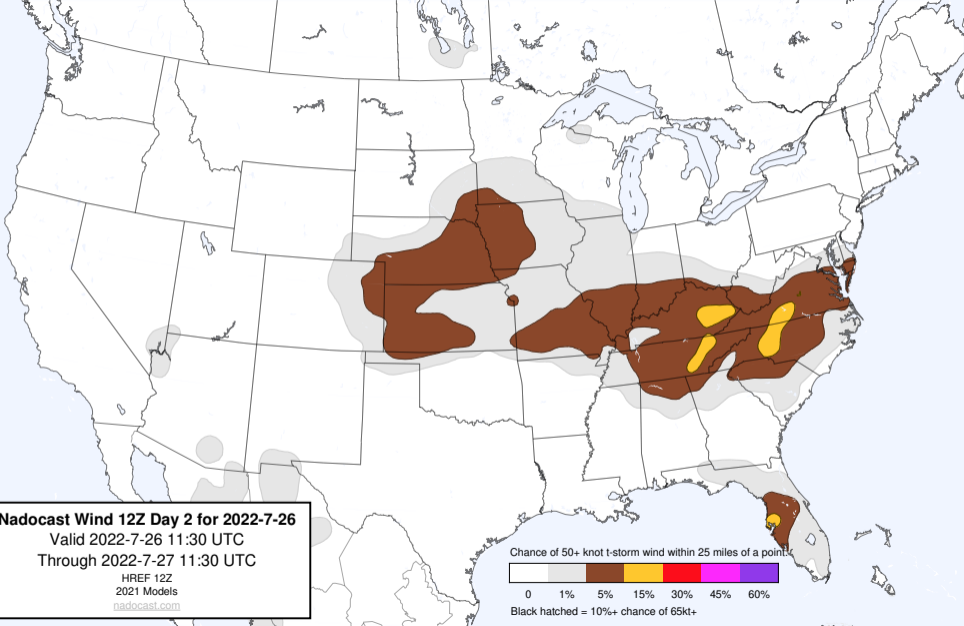 Nadocast Wind 12Z Day 2 for 2022-7-26
Valid 2022-7-26 11:30 UTC
Through 2022-7-27 11:30 UTC
HREF 12Z
2021 Models
nadocast.com
Chance of 50+ knot t-storm wind within 25 miles of a point.
0 1% 5% 15% 30% 45% 60%
Black hatched = 10%+ chance of 65kt+